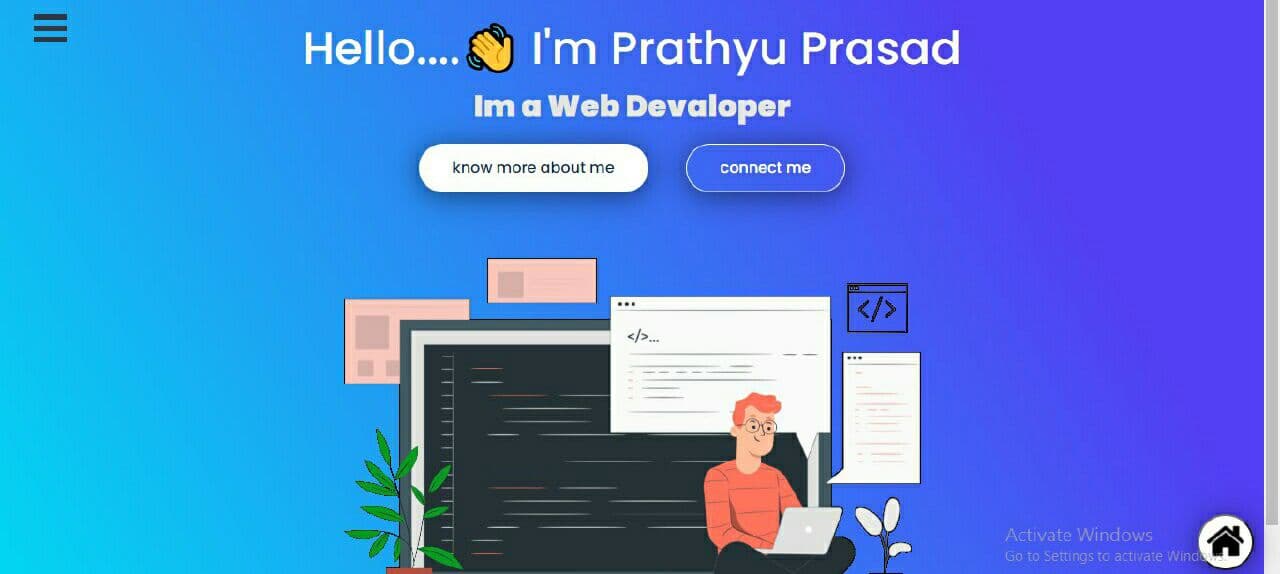 Hello....👋 I'm Prathyu Prasad
Im a Web Devaloper
know more about me
connect me
</>
</>...
Activate Windows
Go to Settings to activate Windows.